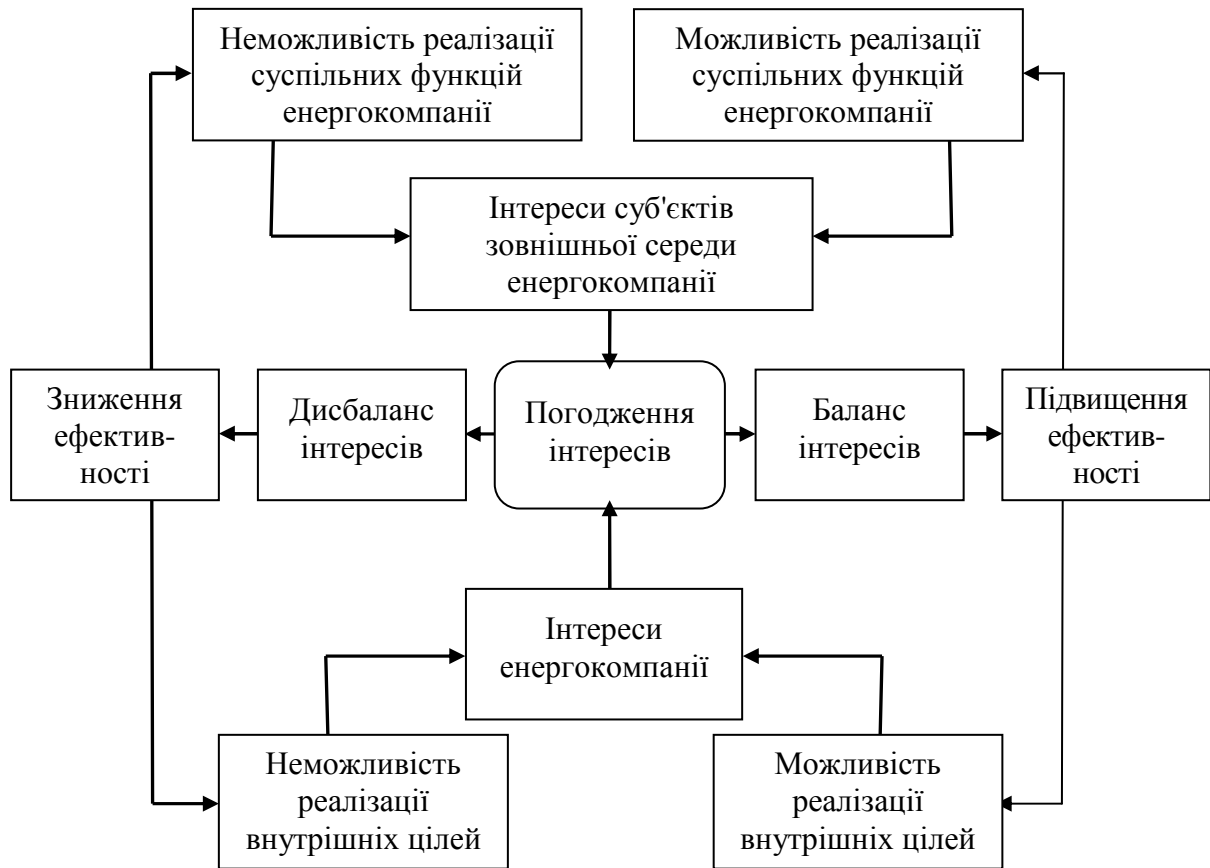 Неможливість реалізації
суспільних функцій
енергокомпанії
Можливість реалізації
суспільних функцій
енергокомпанії
Інтереси суб'єктів
зовнішньої середи
енергокомпанії
Зниження
ефектив-
ності
Дисбаланс
інтересів
Погодження
інтересів
Баланс
інтересів
Підвищення
ефектив-
ності
Інтереси
енергокомпанії
Неможливість
реалізації
внутрішніх цілей
Можливість
реалізації
внутрішніх цілей